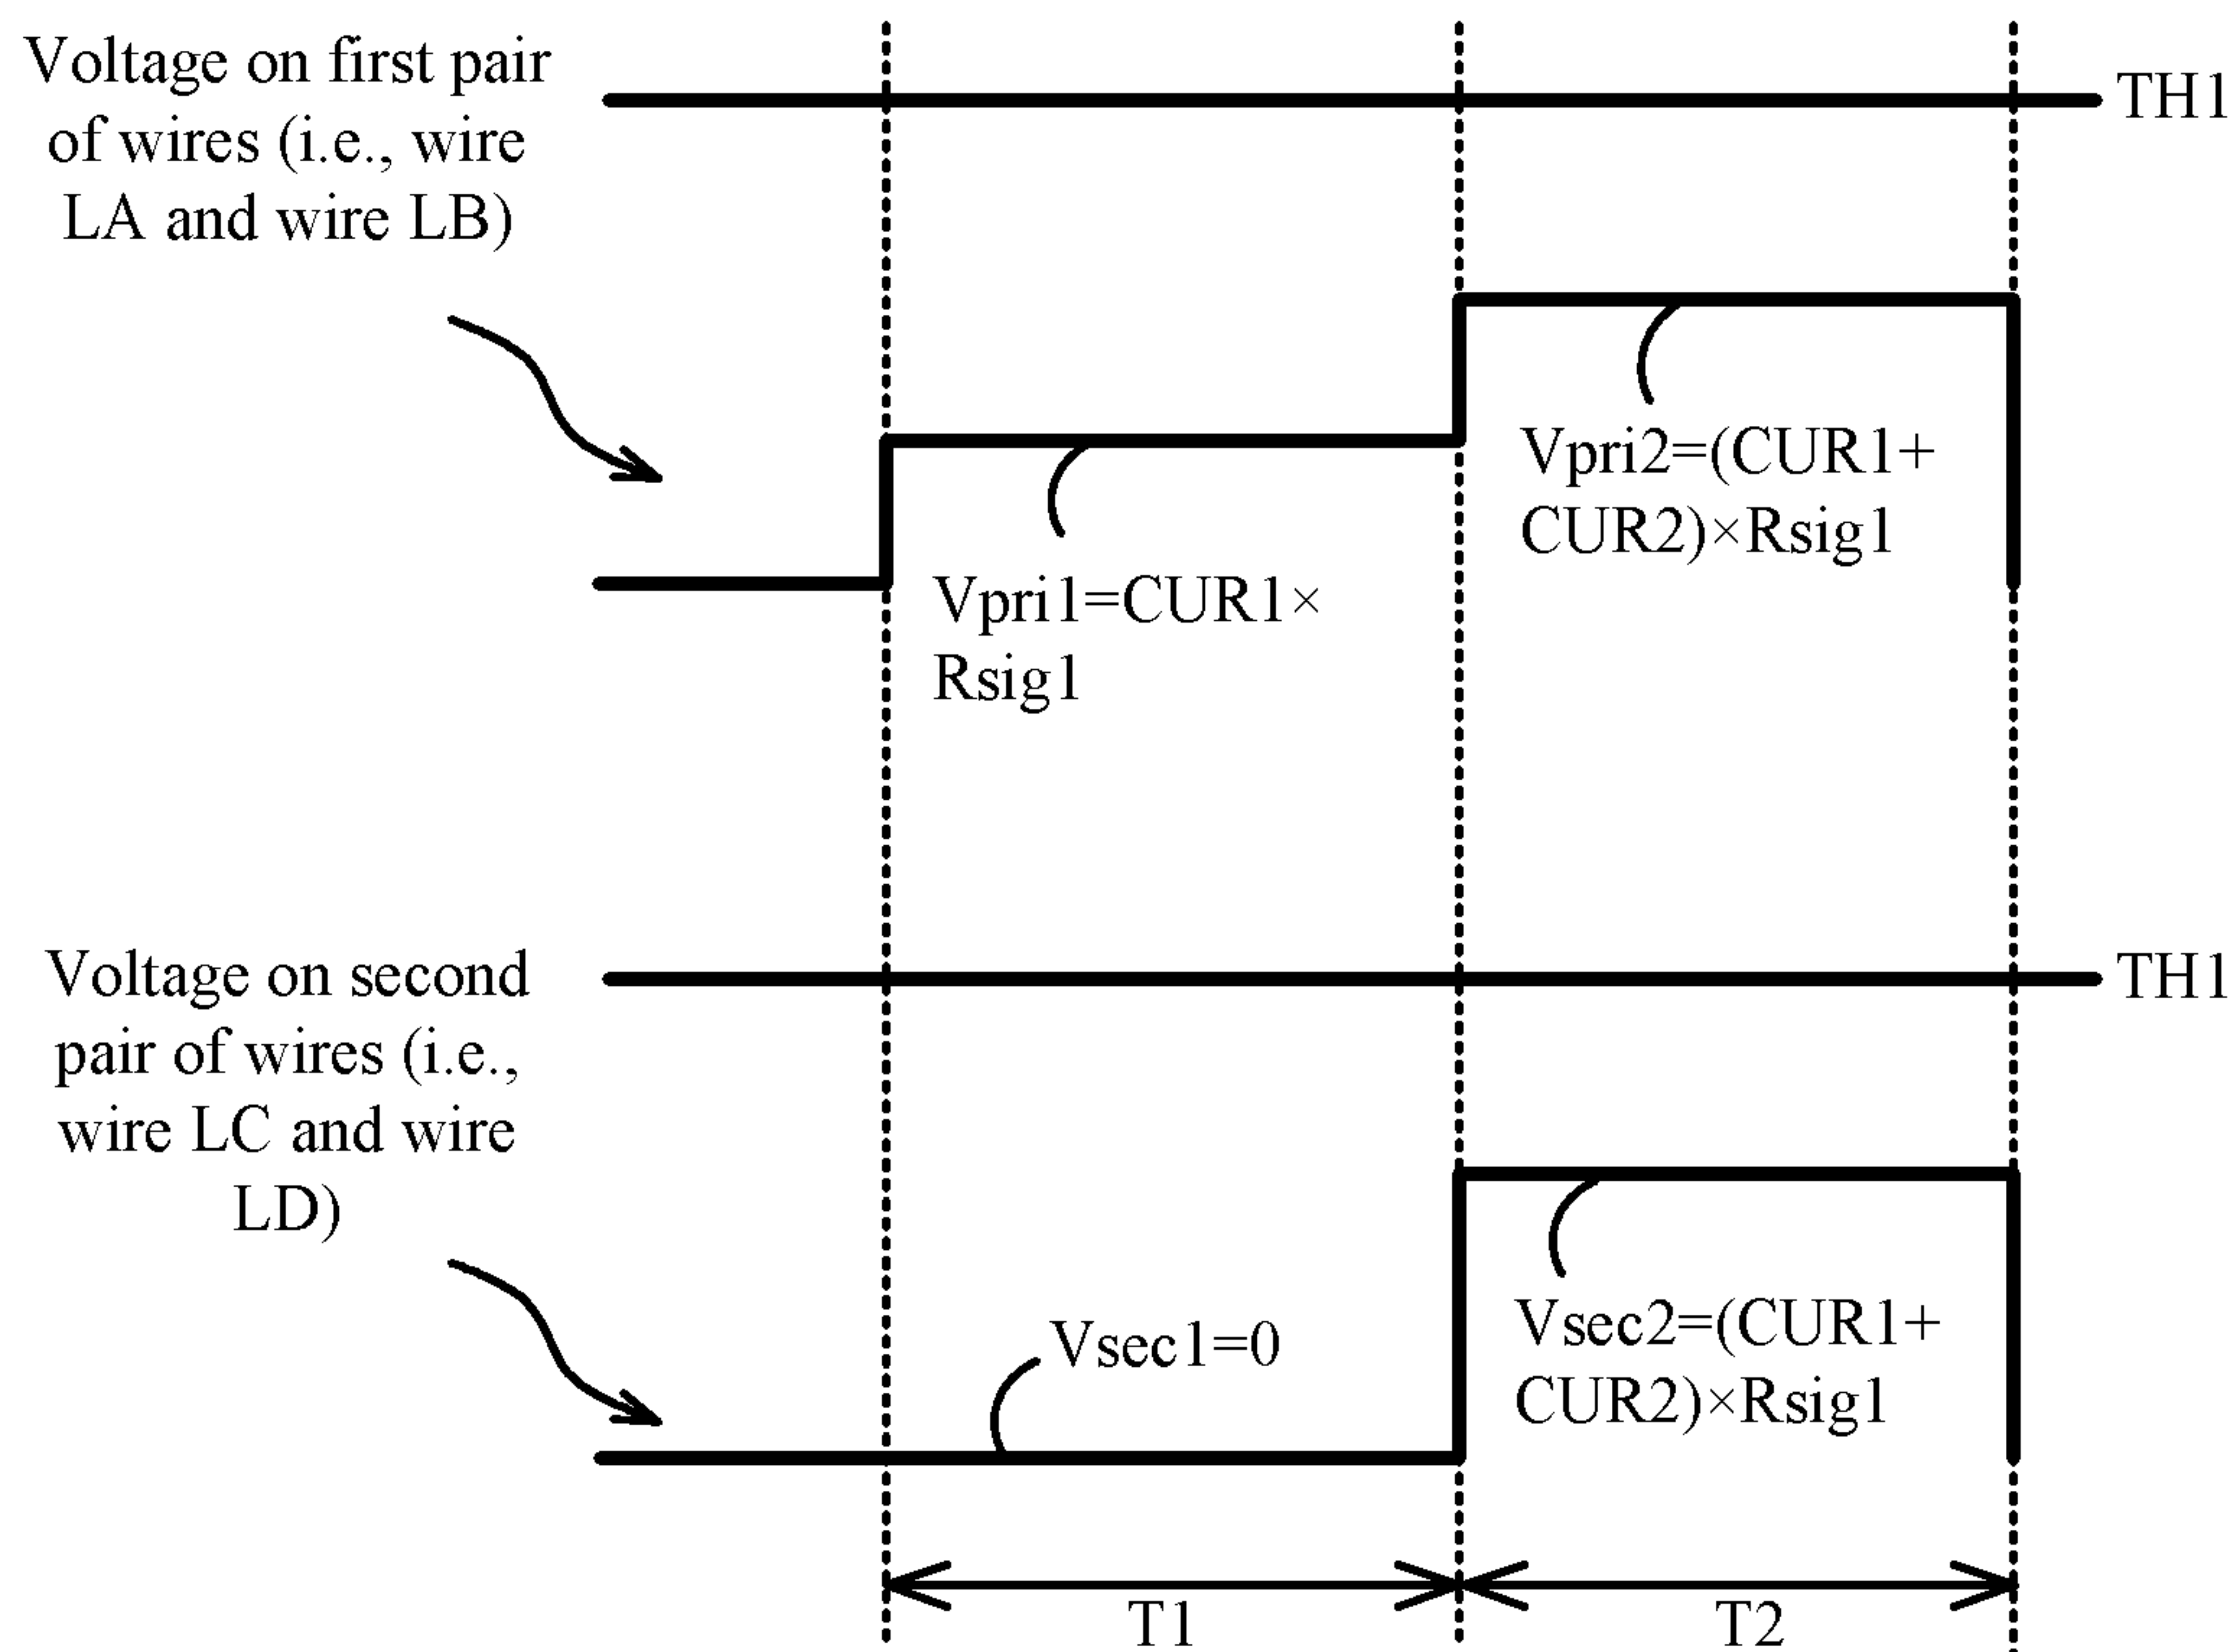 Voltage on first pair
of wires (i.e., wire
LA and wire LB)
TH1
Vpri1=CUR1×
Rsig1
Vpri2=(CUR1+
CUR2)×Rsig1
Voltage on second
pair of wires (i.e.,
wire LC and wire
LD)
TH1
Vsec1=0
Vsec2=(CUR1+
CUR2)×Rsig1
T1
T2